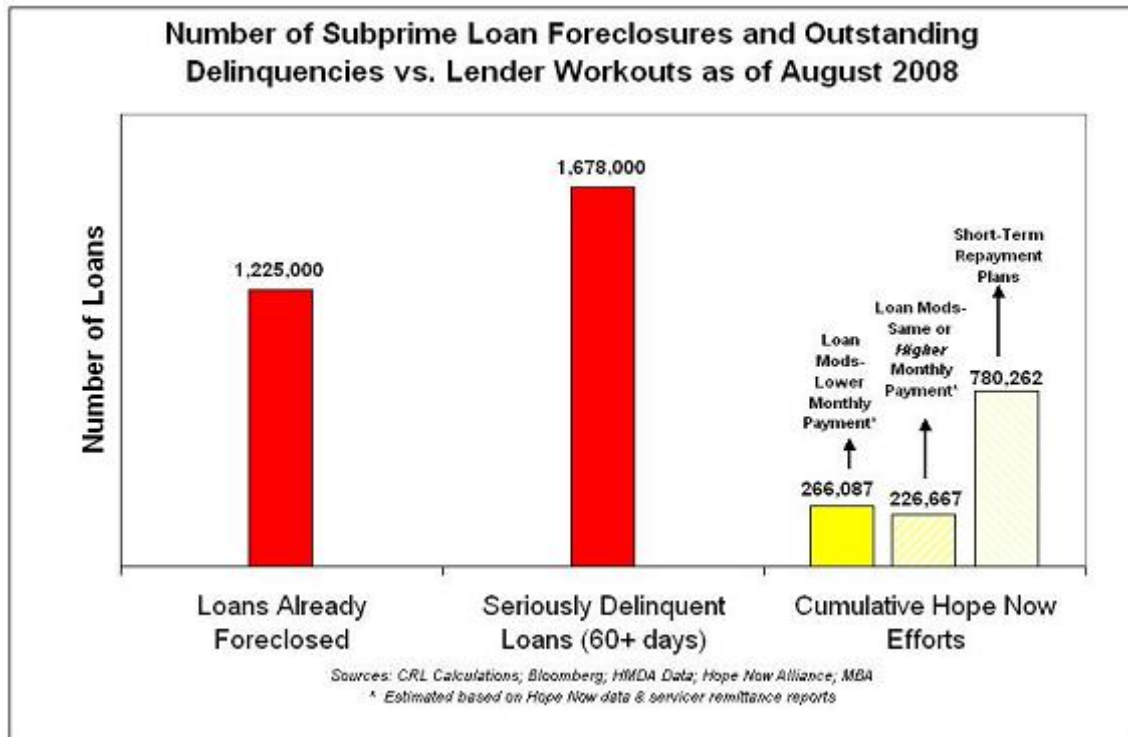 Number of Subprime Loan Foreclosures and Outstanding
Delinquencies vs. Lender Workouts as of August 2008
Number of Loans
1,225,000
1,678,000
Loan
Mods-
Lower
Monthly
Payment*
266,087
Loan Mods-
Same or
Higher
Monthly
Payment*
226,667
Short-Term
Repayment
Plans
780,262
Loans Already
Foreclosed
Seriously Delinquent
Loans (60+ days)
Cumulative Hope Now
Efforts
Sources: CRL Calculations; Bloomberg; HMDA Data; Hope Now Alliance; MBA
* Estimated based on Hope Now data & servicer remittance reports